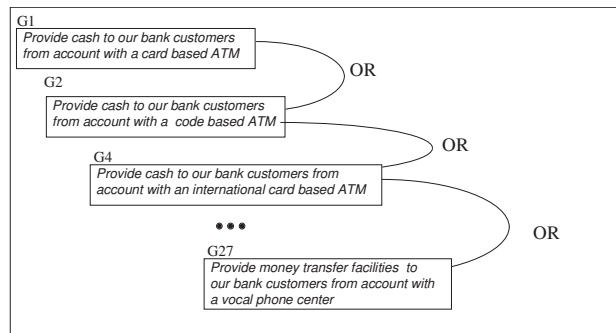 G1
Provide cash to our bank customers
from account with a card based ATM
OR
G2
Provide cash to our bank customers
from account with a code based ATM
OR
G4
Provide cash to our bank customers from
account with an international card based ATM
•••
OR
G27
Provide money transfer facilities to
our bank customers from account with
a vocal phone center